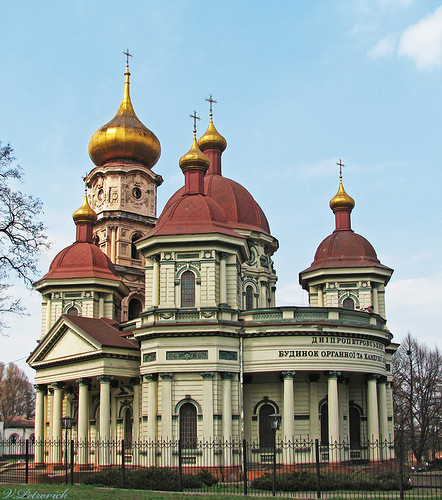 ДНІПРОПЕТРОВСЬКИЙ
БУДИНОК ОРГАННОЇ ТА КАМЕРНОЇ
V.Petrovich